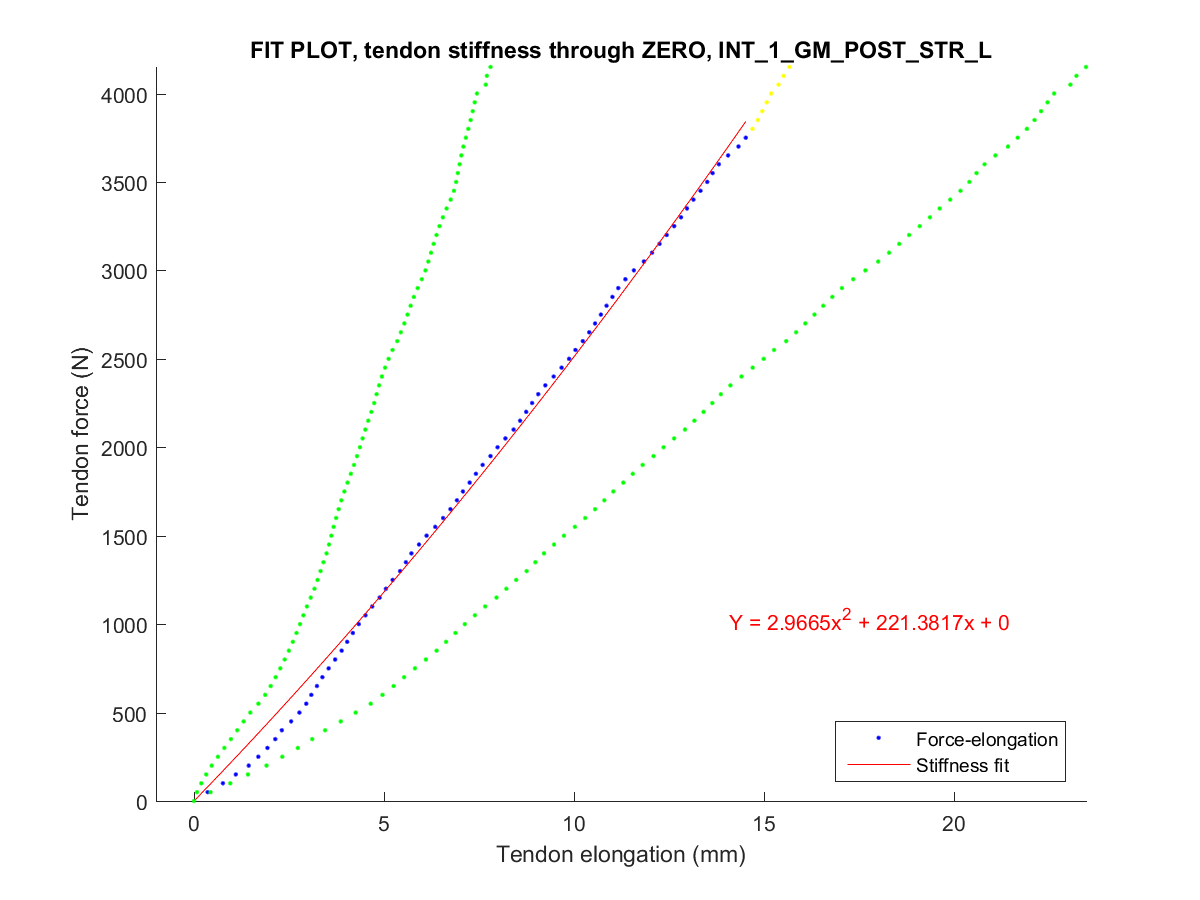 FIT PLOT, tendon stiffness through ZERO, INT_1_GM_POST_STR_L
4000
3500
3000
2500
2000
1500
1000
500
0
Tendon force (N)
Y = 2.9665x² + 221.3817x + 0
Force-elongation
Stiffness fit
0 5 10 15 20
Tendon elongation (mm)